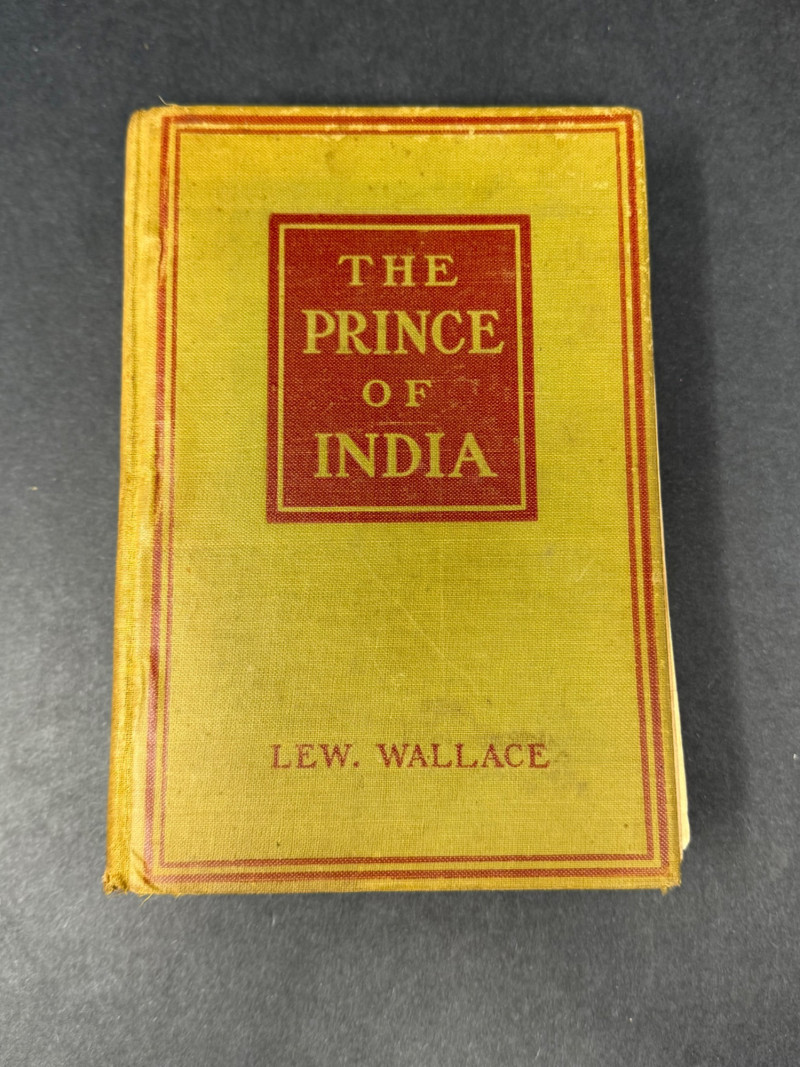 THE
PRINCE
OF
INDIA
LEW. WALLACE